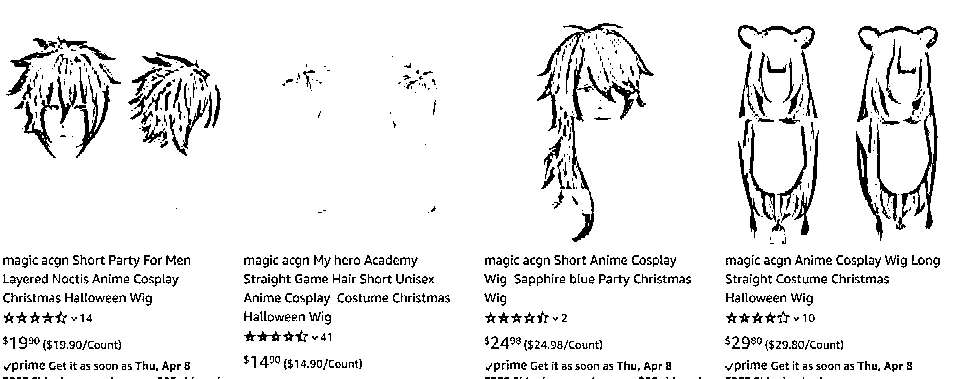 magic acgn Short Party For Men
Layered Noctis Anime Cosplay
Christmas Halloween Wig
14
$19.90 ($19.90/Count)
prime Get it as soon as Thu, Apr 8
magic acgn My hero Academy
Straight Game Hair Short Unisex
Anime Cosplay Costume Christmas
Halloween Wig
41
$14.90 ($14.90/Count)
magic acgn Short Anime Cosplay
Wig Sapphire blue Party Christmas
Wig
2
$24.98 ($24.98/Count)
prime Get it as soon as Thu, Apr 8
magic acgn Anime Cosplay Wig Long
Straight Costume Christmas
Halloween Wig
10
$29.80 ($29.80/Count)
prime Get it as soon as Thu, Apr 8